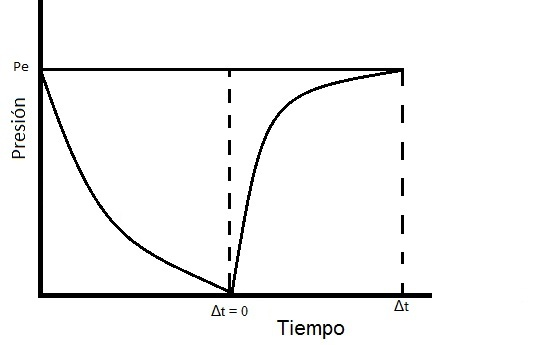 Pe
Presión
Δt = 0
Δt
Tiempo